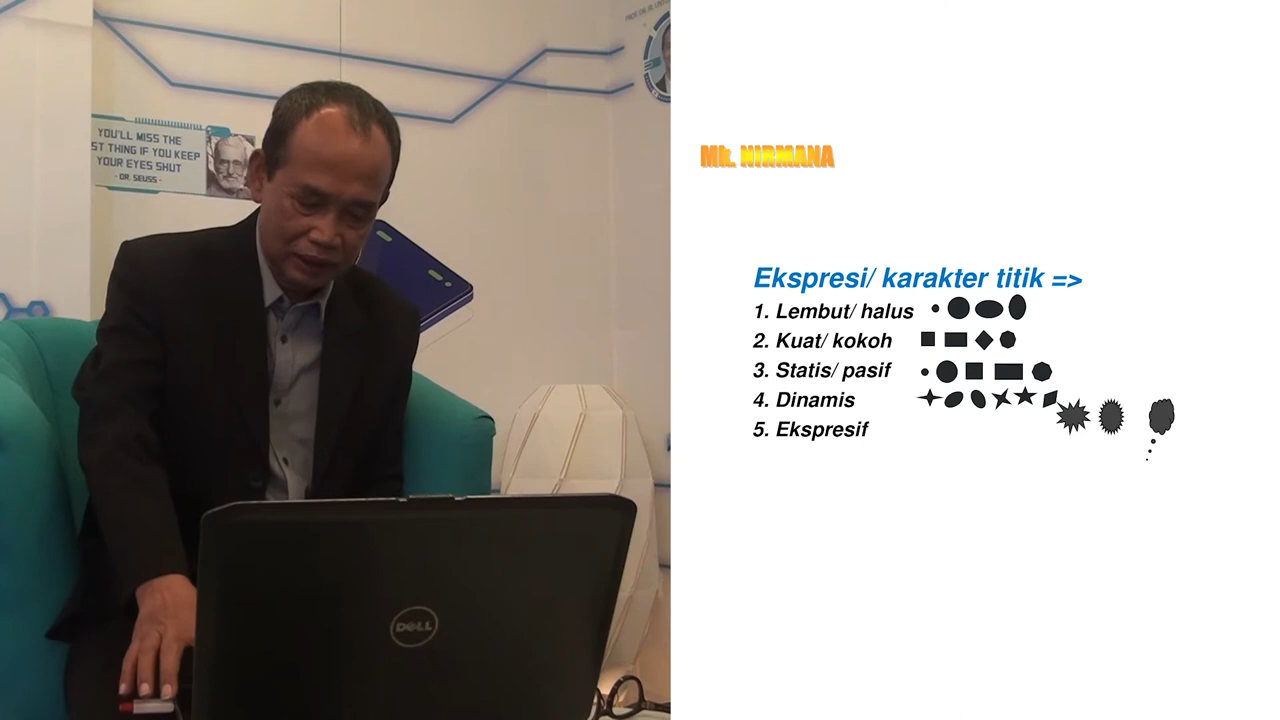 YOU'LL MISS THE
ST THING IF YOU KEEP
YOUR EYES SHUT
- DR. SEUSS -
DELL
Mk. NIRMANA
Ekspresi/ karakter titik =>
1. Lembut/ halus
2. Kuat/ kokoh
3. Statis/ pasif
4. Dinamis
5. Ekspresif